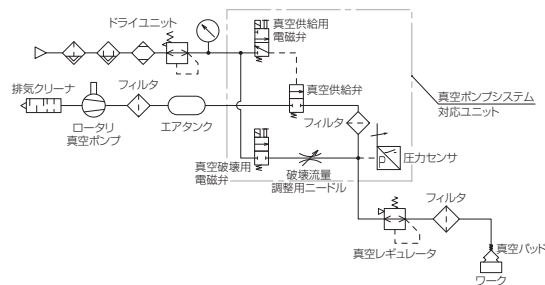 ドライユニット
真空供給用
電磁弁
排気クリーナ
フィルタ
真空供給弁
真空ポンプシステム
対応ユニット
ロータリ
真空ポンプ
エアタンク
フィルタ
P
圧力センサ
真空破壊用
電磁弁
破壊流量
調整用ニードル
フィルタ
真空レギュレータ
真空パッド
ワーク